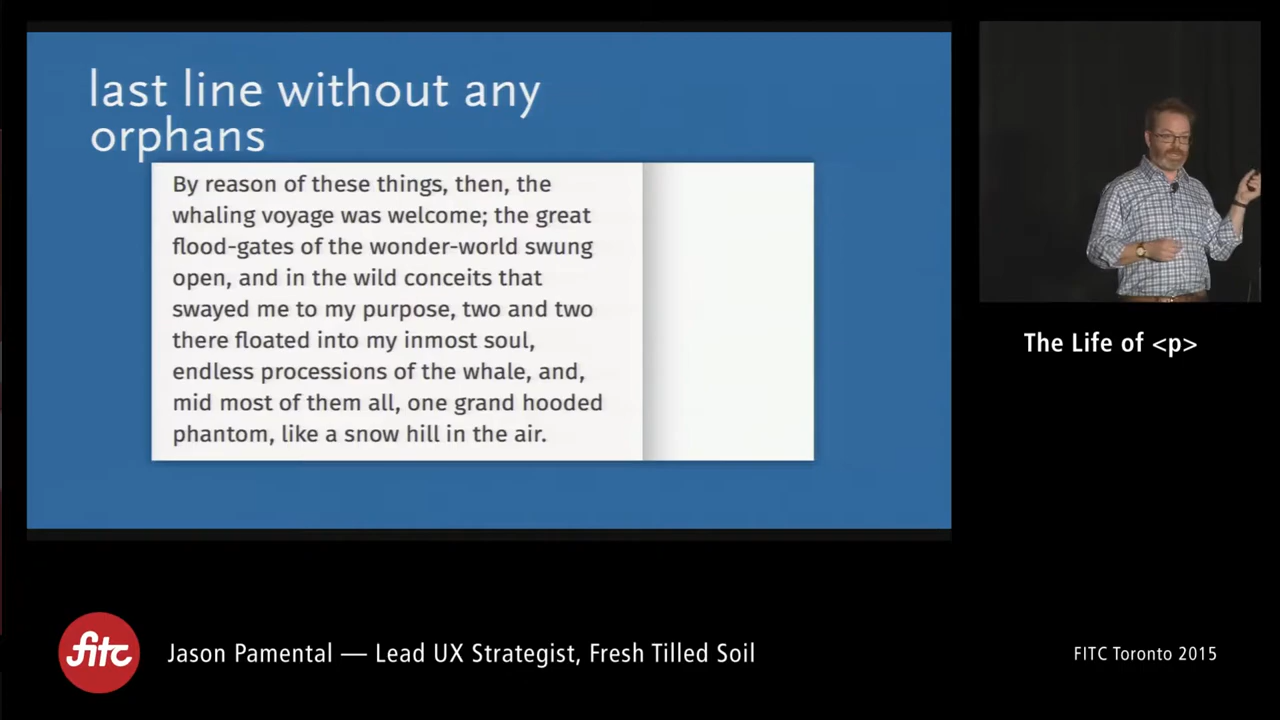 last line without any
orphans
By reason of these things, then, the
whaling voyage was welcome; the great
flood-gates of the wonder-world swung
open, and in the wild conceits that
swayed me to my purpose, two and two
there floated into my inmost soul,
endless processions of the whale, and,
mid most of them all, one grand hooded
phantom, like a snow hill in the air.
The Life of <p>
fitc
Jason Pamental — Lead UX Strategist, Fresh Tilled Soil
FITC Toronto 2015